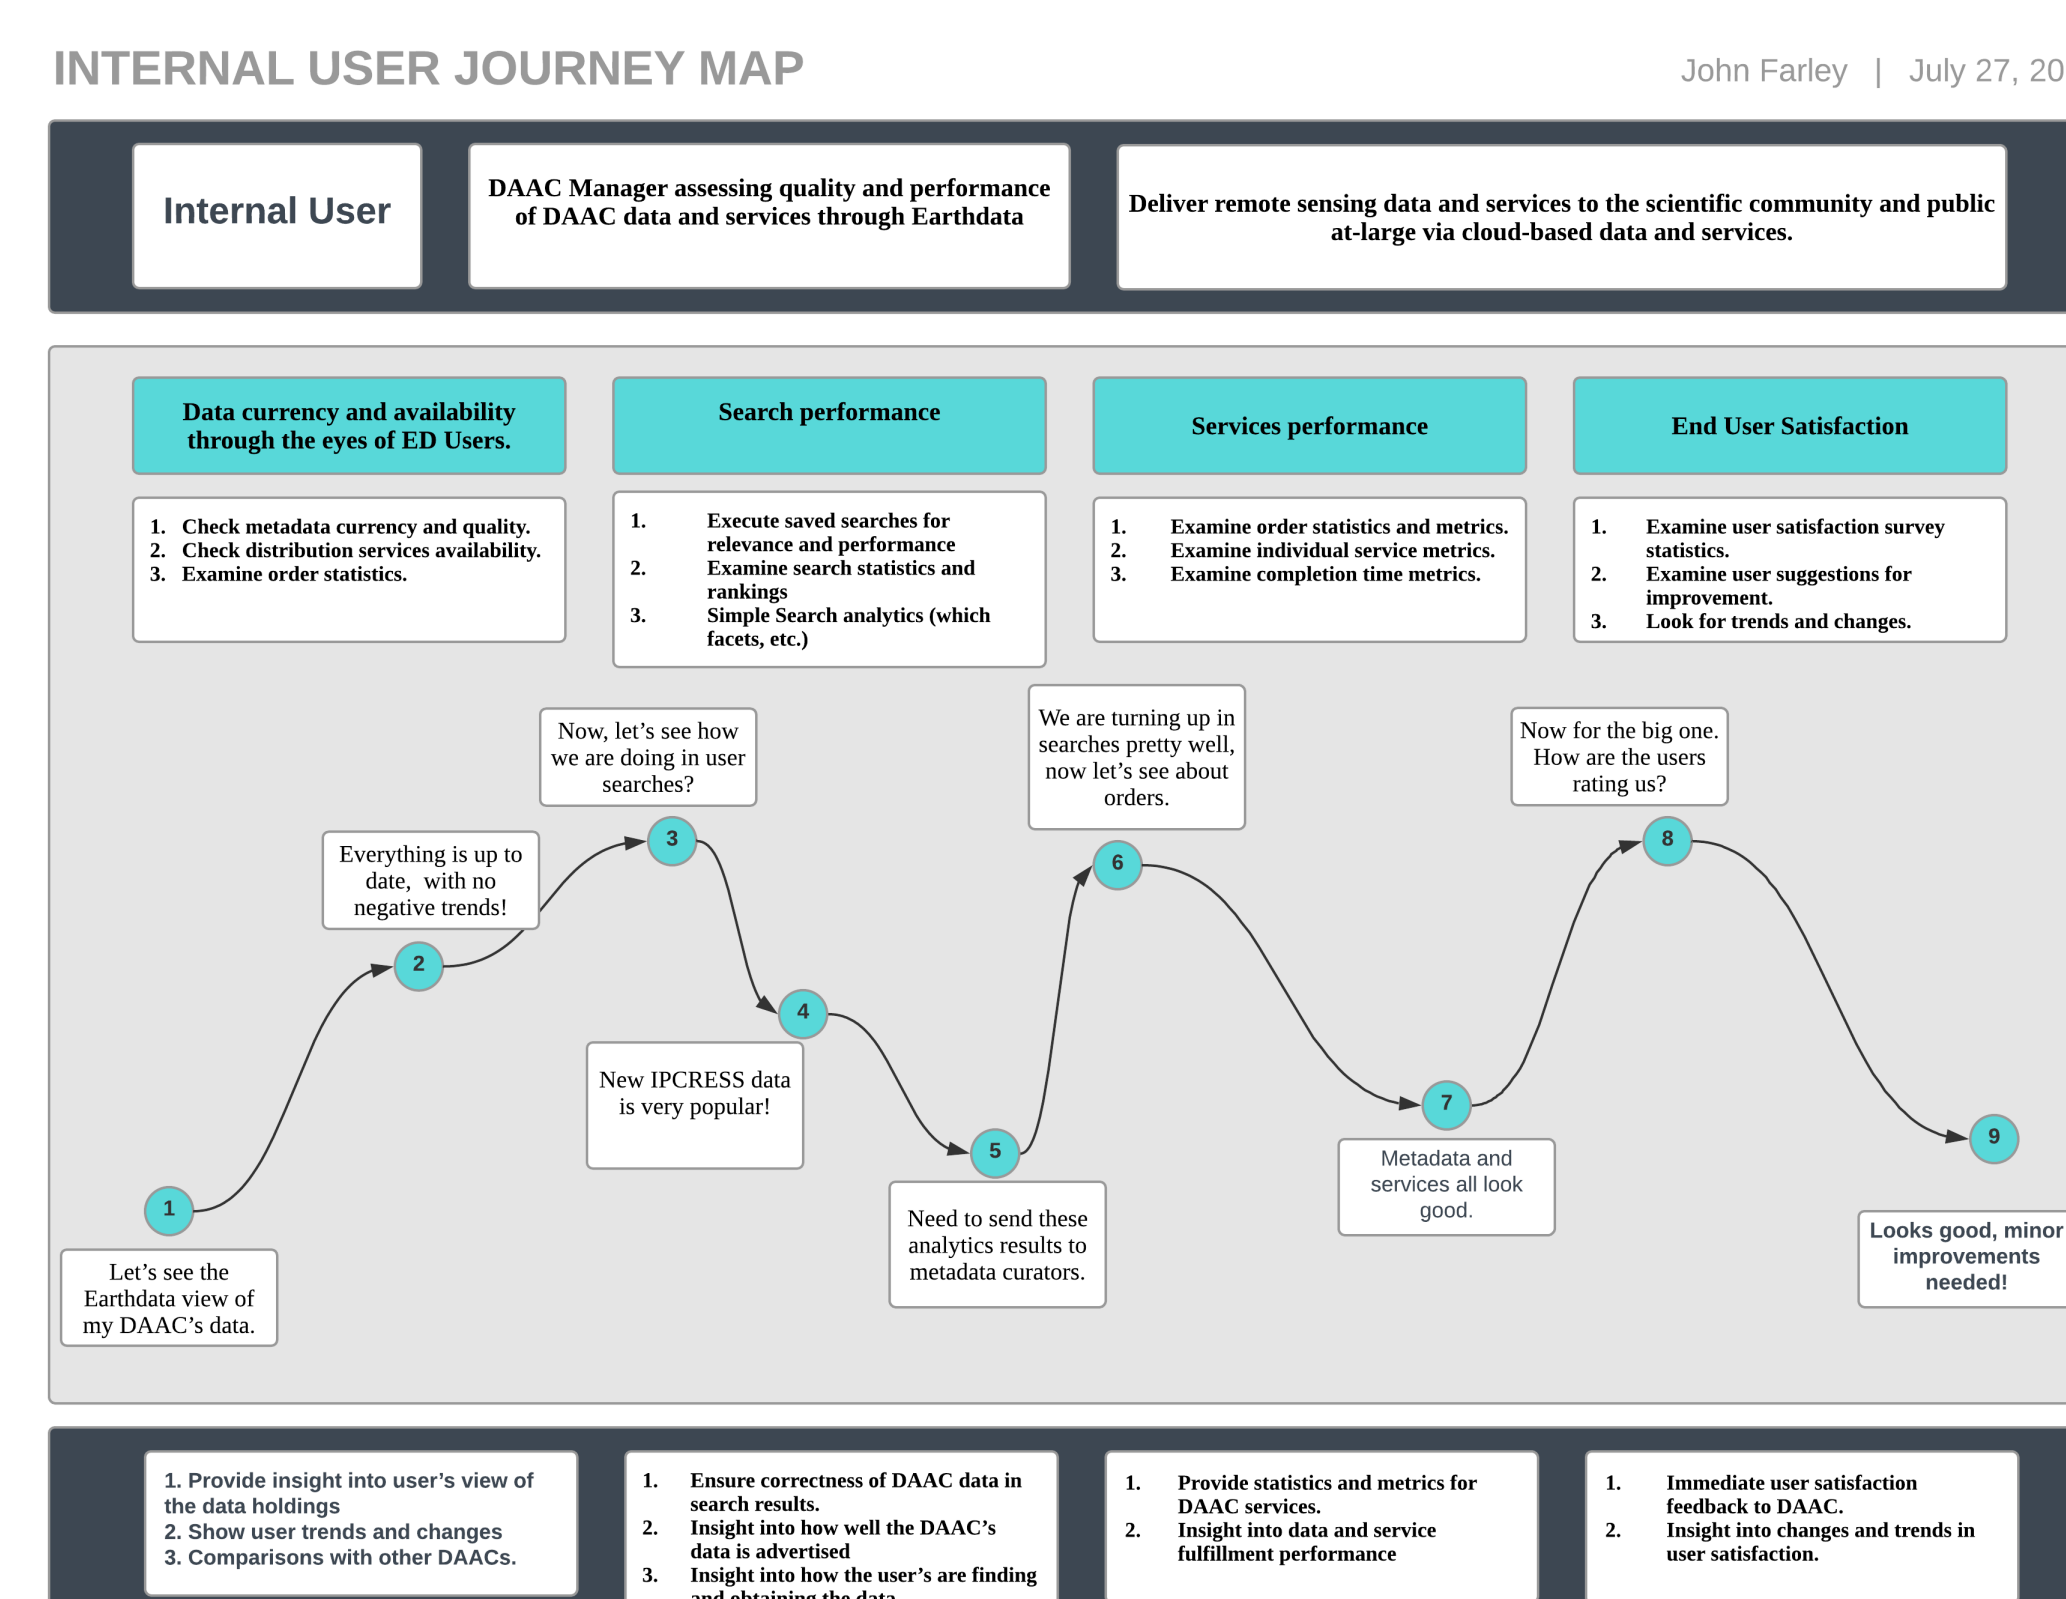 INTERNAL USER JOURNEY MAP
John Farley | July 27, 20
Internal User
DAAC Manager assessing quality and performance
of DAAC data and services through Earthdata
Deliver remote sensing data and services to the scientific community and public
at-large via cloud-based data and services.
Data currency and availability
through the eyes of ED Users.
Search performance
Services performance
End User Satisfaction
1. Check metadata currency and quality.
2. Check distribution services availability.
3. Examine order statistics.
1. Execute saved searches for
relevance and performance
2. Examine search statistics and
rankings
3. Simple Search analytics (which
facets, etc.)
1. Examine order statistics and metrics.
2. Examine individual service metrics.
3. Examine completion time metrics.
1. Examine user satisfaction survey
statistics.
2. Examine user suggestions for
improvement.
3. Look for trends and changes.
1
Let’s see the
Earthdata view of
my DAAC’s data.
Everything is up to
date,  with no
negative trends!
2
Now, let’s see how
we are doing in user
searches?
3
4
New IPCRESS data
is very popular!
5
Need to send these
analytics results to
metadata curators.
We are turning up in
searches pretty well,
now let’s see about
orders.
6
7
Metadata and
services all look
good.
Now for the big one.
How are the users
rating us?
8
9
Looks good, minor
improvements
needed!
1. Provide insight into user’s view of
the data holdings
2. Show user trends and changes
3. Comparisons with other DAACs.
1. Ensure correctness of DAAC data in
search results.
2. Insight into how well the DAAC’s
data is advertised
3. Insight into how the user’s are finding
and obtaining the data
1. Provide statistics and metrics for
DAAC services.
2. Insight into data and service
fulfillment performance
1. Immediate user satisfaction
feedback to DAAC.
2. Insight into changes and trends in
user satisfaction.